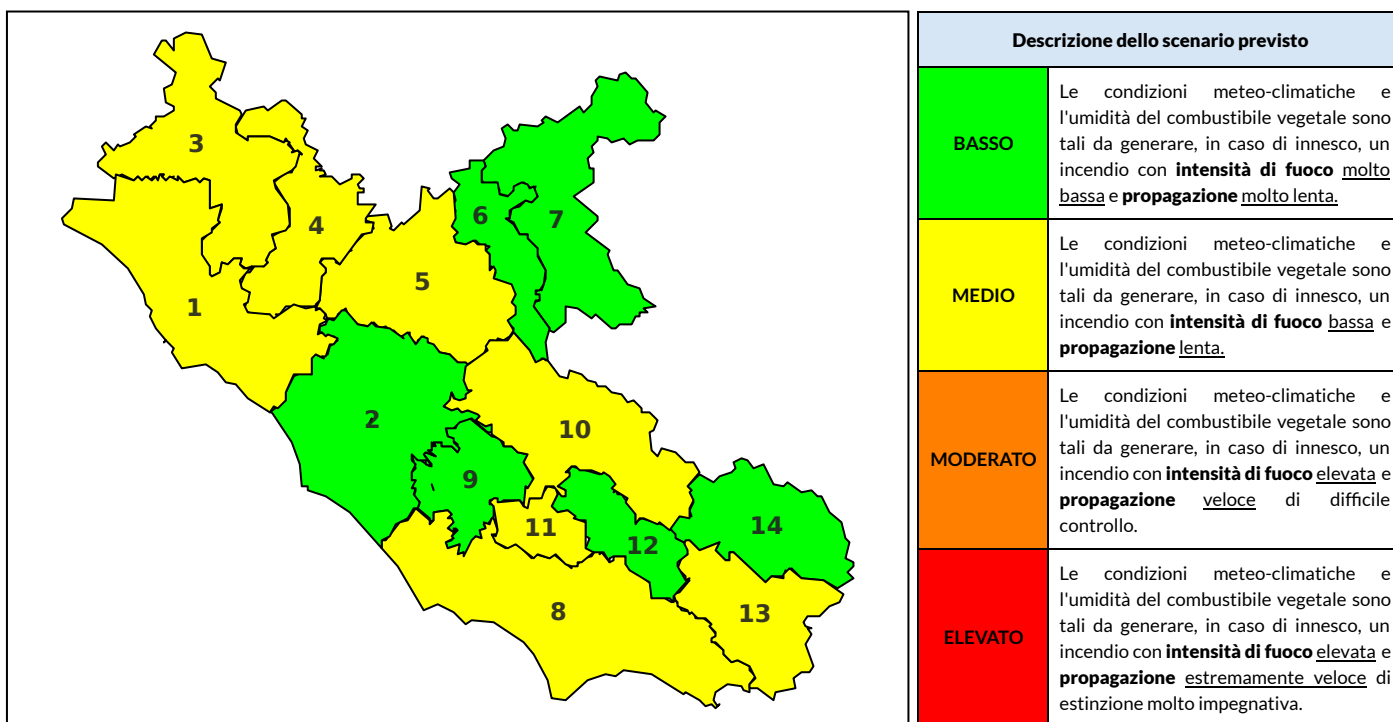 3
4
6
7
5
1
2
10
9
11
14
12
8
13
Descrizione dello scenario previsto
BASSO
Le condizioni meteo-climatiche e
l'umidità del combustibile vegetale sono
tali da generare, in caso di innesco, un
incendio con intensità di fuoco molto
bassa e propagazione molto lenta.
MEDIO
Le condizioni meteo-climatiche e
l'umidità del combustibile vegetale sono
tali da generare, in caso di innesco, un
incendio con intensità di fuoco bassa e
propagazione lenta.
MODERATO
Le condizioni meteo-climatiche e
l'umidità del combustibile vegetale sono
tali da generare, in caso di innesco, un
incendio con intensità di fuoco elevata e
propagazione veloce di difficile
controllo.
ELEVATO
Le condizioni meteo-climatiche e
l'umidità del combustibile vegetale sono
tali da generare, in caso di innesco, un
incendio con intensità di fuoco elevata e
propagazione estremamente veloce di
estinzione molto impegnativa.